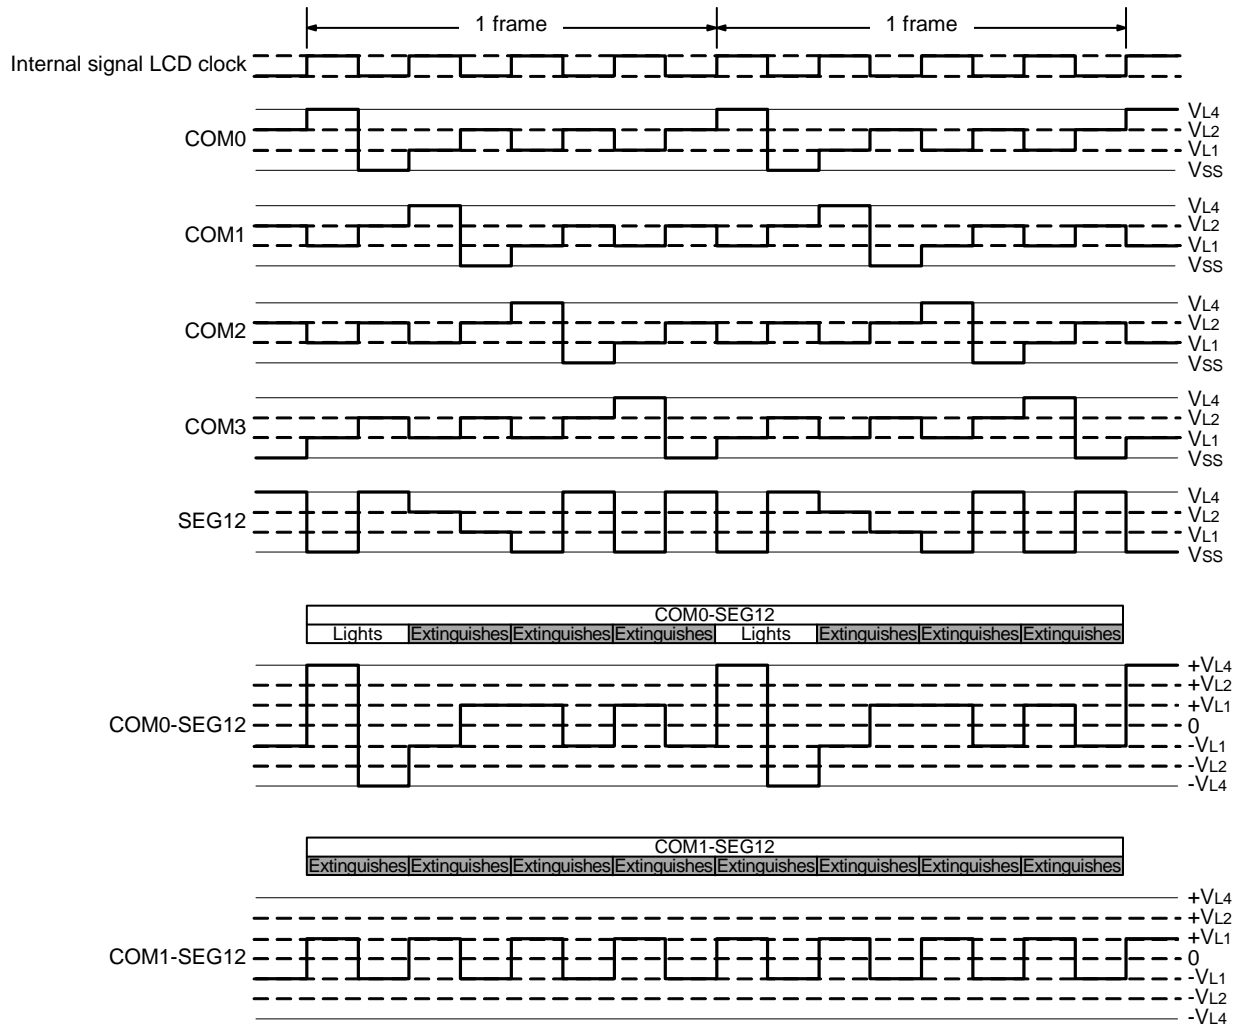 1 frame 1 frame
Internal signal LCD clock
COM0
VL4
VL2
VL1
VSS
COM1
VL4
VL2
VL1
VSS
COM2
VL4
VL2
VL1
VSS
COM3
VL4
VL2
VL1
VSS
SEG12
VL4
VL2
VL1
VSS
COM0-SEG12
Lights Extinguishes Extinguishes Extinguishes Lights Extinguishes Extinguishes Extinguishes
COM0-SEG12
+VL4
+VL2
+VL1
0
-VL1
-VL2
-VL4
COM1-SEG12
Extinguishes Extinguishes Extinguishes Extinguishes Extinguishes Extinguishes Extinguishes Extinguishes
COM1-SEG12
+VL4
+VL2
+VL1
0
-VL1
-VL2
-VL4